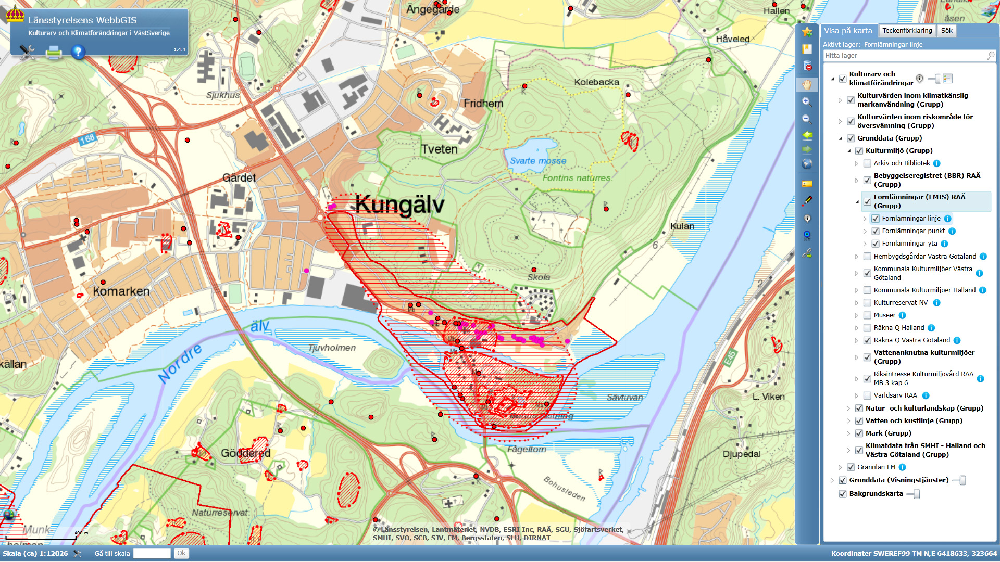 Länsstyrelsens WebbGIS
Kulturarv och Klimatförändringar i VästSverige
1.4.4
Ängegärde
Hallen
åsen
Håveled
Sjukhus
Kolebacka
Fridhem
168
Tveten
Svarte mosse
Fontins naturres.
Gärdet
Kungälv
Kulan
6
Skola
2
Komarken
älv
Nordre
Tjuvholmen
E45
källan
Sävtuvan
L. Viken
Fågeltorn
Göddered
Djupedal
Bohusleden
Naturreservat
Munk-
holmen
400 m
© Länsstyrelsen, Lantmäteriet, NVDB, ESRI Inc, RAÄ, SGU, Sjöfartsverket,
SMHI, SVO, SCB, SJV, FM, Bergsstaten, SLU, DIRNAT
Visa på karta Teckenförklaring Sök
Aktivt lager: Fornlämningar linje
Hitta lager
Kulturarv och
klimatförändringar
Kulturvärden inom klimatkänslig
markanvändning (Grupp)
Kulturvärden inom riskområde för
översvämning (Grupp)
Grunddata (Grupp)
Kulturmiljö (Grupp)
Arkiv och Bibliotek
Bebyggelseregistret (BBR) RAÄ
(Grupp)
Fornlämningar (FMIS) RAÄ
(Grupp)
Fornlämningar linje
Fornlämningar punkt
Fornlämningar yta
Hembygdsgårdar Västra Götaland
Kommunala Kulturmiljöer Västra
Götaland
Kommunala Kulturmiljöer Halland
Kulturreservat NV
Museer
Räkna Q Halland
Räkna Q Västra Götaland
Vattenanknutna kulturmiljöer
(Grupp)
Riksintresse Kulturmiljövård RAÄ
MB 3 kap 6
Världsarv RAÄ
Natur- och kulturlandskap (Grupp)
Vatten och kustlinje (Grupp)
Mark (Grupp)
Klimatdata från SMHI - Halland och
Västra Götaland (Grupp)
Grannlän LM
Grunddata (Visningstjänster)
Bakgrundskarta
Skala (ca) 1:12026 Gå till skala Ok
Koordinater SWEREF99 TM N,E 6418633, 323664